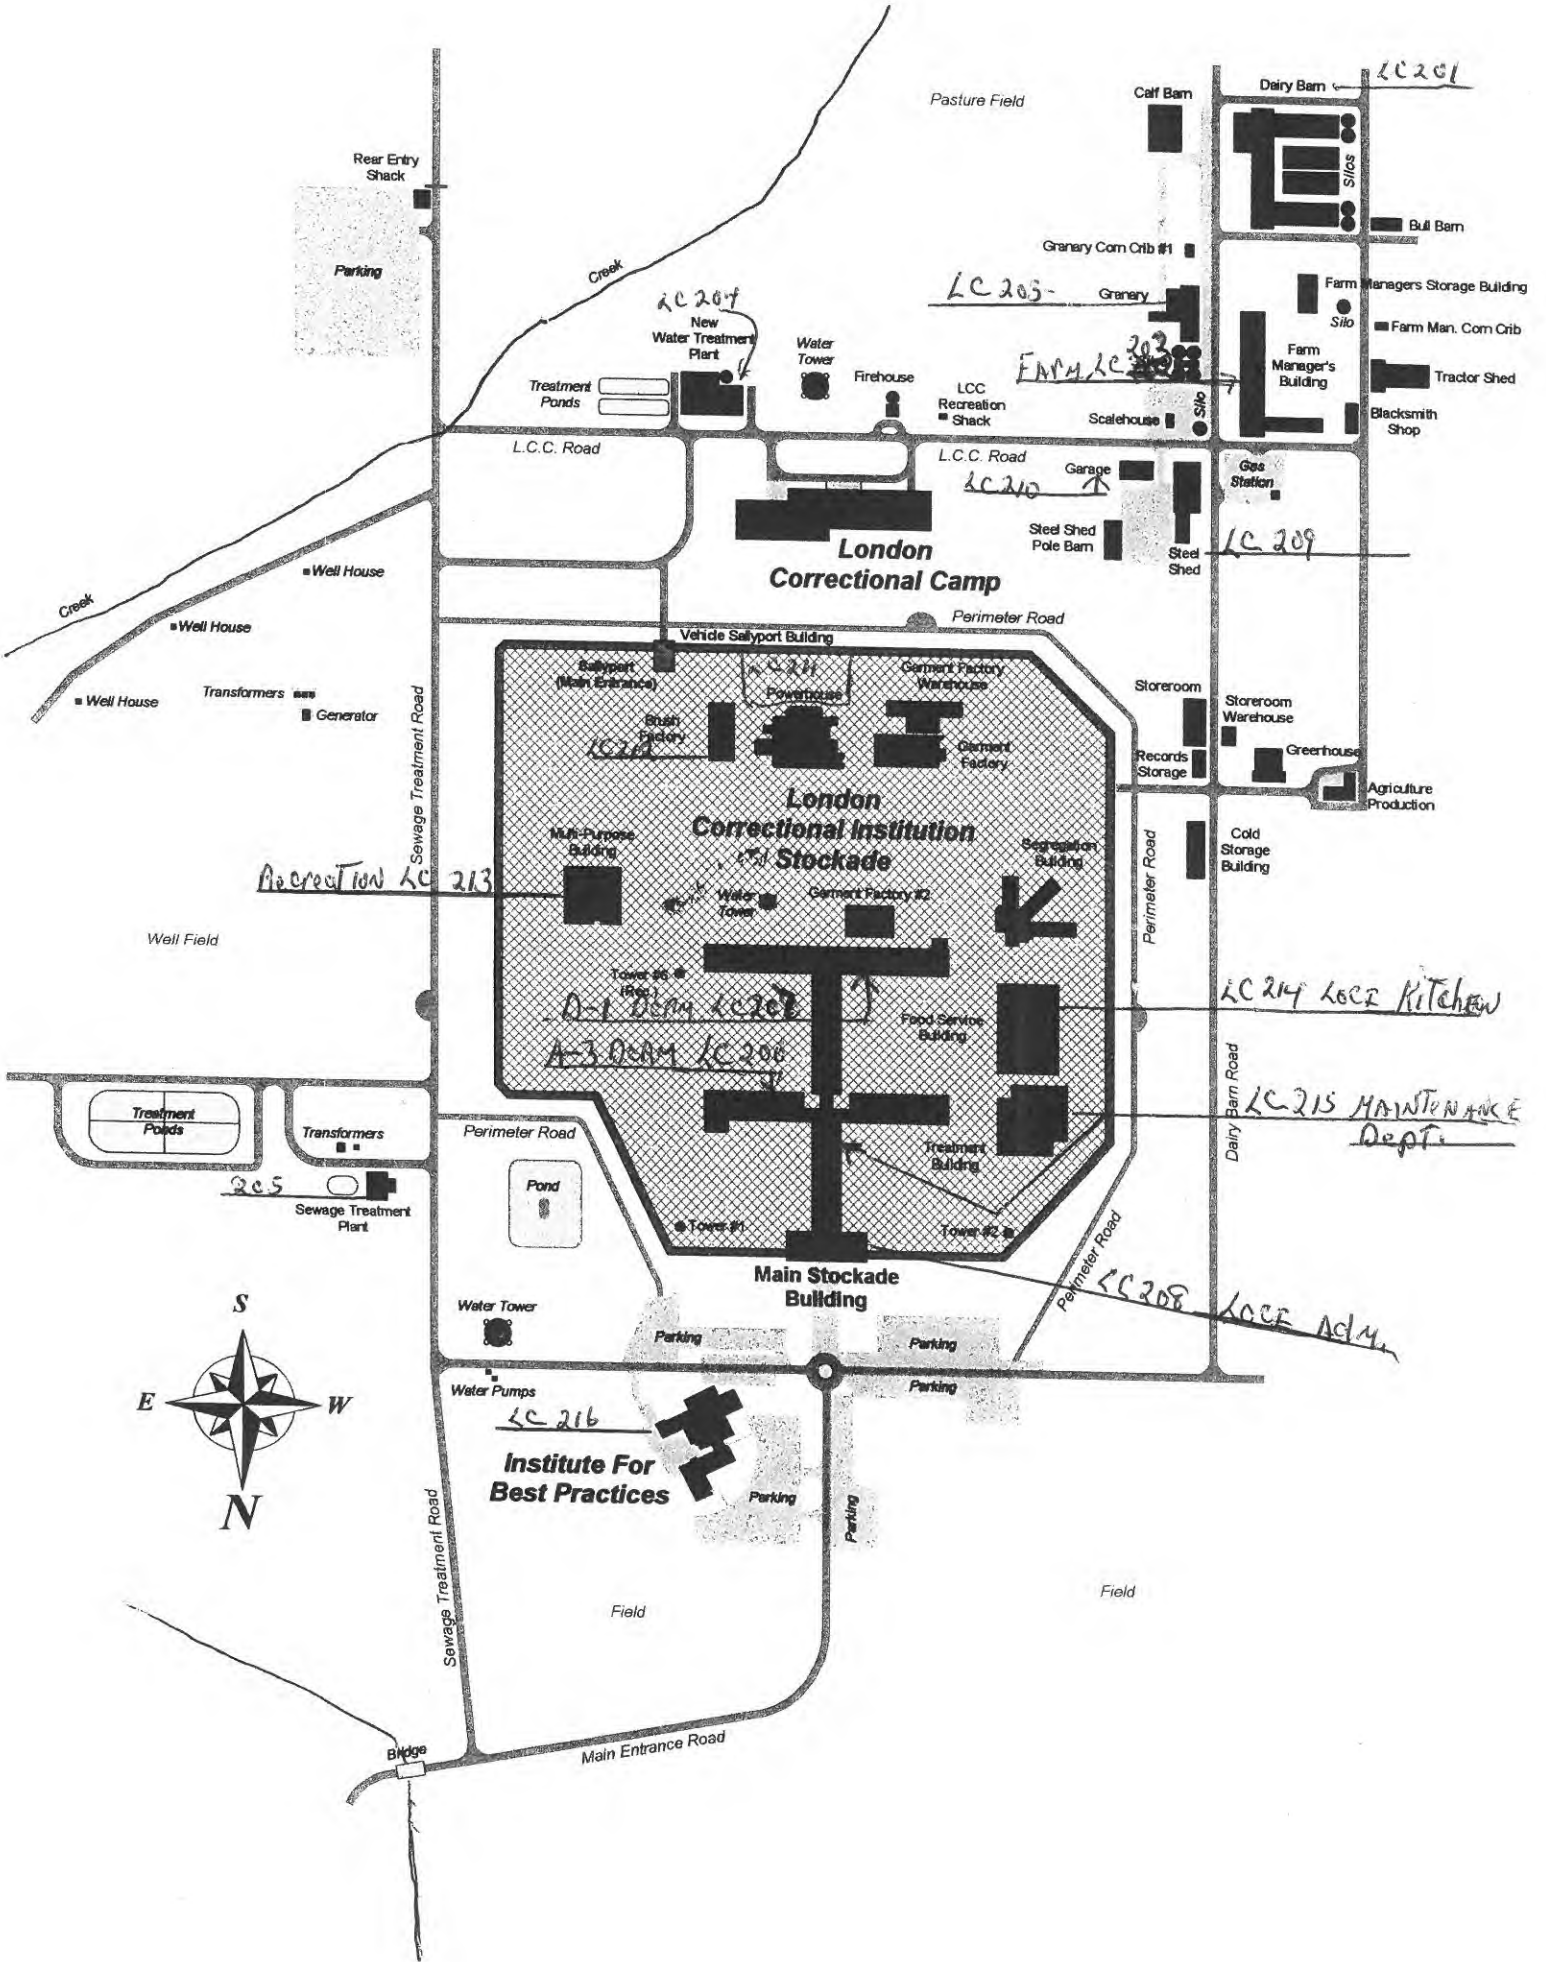 LC 201
Pasture Field
Calf Barn
Dairy Barn
Rear Entry
Shack
Silos
Bull Barn
Parking
Creek
Granary Corn Crib #1
LC 204
New
Water Treatment
Plant
LC 205-
Granary
Farm Managers Storage Building
Silo
Farm Man. Corn Crib
Water
Tower
Firehouse
FARM LC 203
Farm
Manager's
Building
Tractor Shed
Treatment
Ponds
LCC
Recreation
Shack
Scalehouse
Silo
Blacksmith
Shop
L.C.C. Road
L.C.C. Road
Garage
LC 210
Gas
Station
Steel Shed
Pole Barn
Steel
Shed
LC 209
London
Correctional Camp
Well House
Creek
Well House
Perimeter Road
Vehicle Sallyport Building
Sallyport
(Main Entrance)
LC 211
Powerhouse
Garment Factory
Warehouse
Transformers
Well House
Generator
Sewage Treatment Road
Brush
Factory
LC 212
Garment
Factory
Storeroom
Storeroom
Warehouse
Records
Storage
Greenhouse
Agriculture
Production
London
Correctional Institution
Stockade
Multi-Purpose
Building
Segregation
Building
Perimeter Road
Cold
Storage
Building
Recreation LC 213
Water
Tower
Garment Factory #2
Well Field
Tower #6
(Rec.)
D-1 DORM
A-3 DORM LC 206
Food Service
Building
LC 214 LOCI Kitchen
Dairy Barn Road
LC 215 MAINTENANCE
Dept.
Treatment
Ponds
Transformers
Perimeter Road
Treatment
Building
205
Sewage Treatment
Plant
Pond
Tower #1
Tower #2
Perimeter Road
Main Stockade
Building
LC 208 LOCI Adm.
S
E
W
N
Water Tower
Parking
Parking
Parking
Water Pumps
LC 216
Institute For
Best Practices
Parking
Parking
Sewage Treatment Road
Field
Field
Bridge
Main Entrance Road